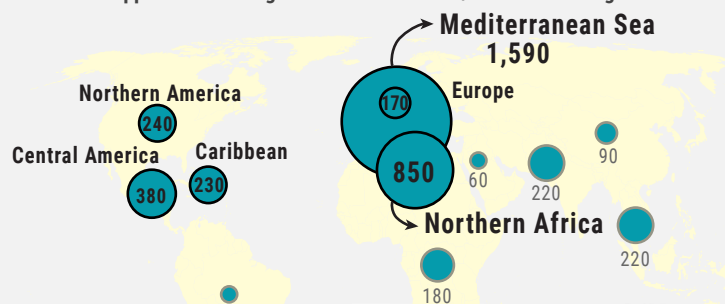 Mediterranean Sea
1,590
Northern America
170
Europe
240
Central America
Caribbean
850
90
60
380
230
220
Northern Africa
220
180